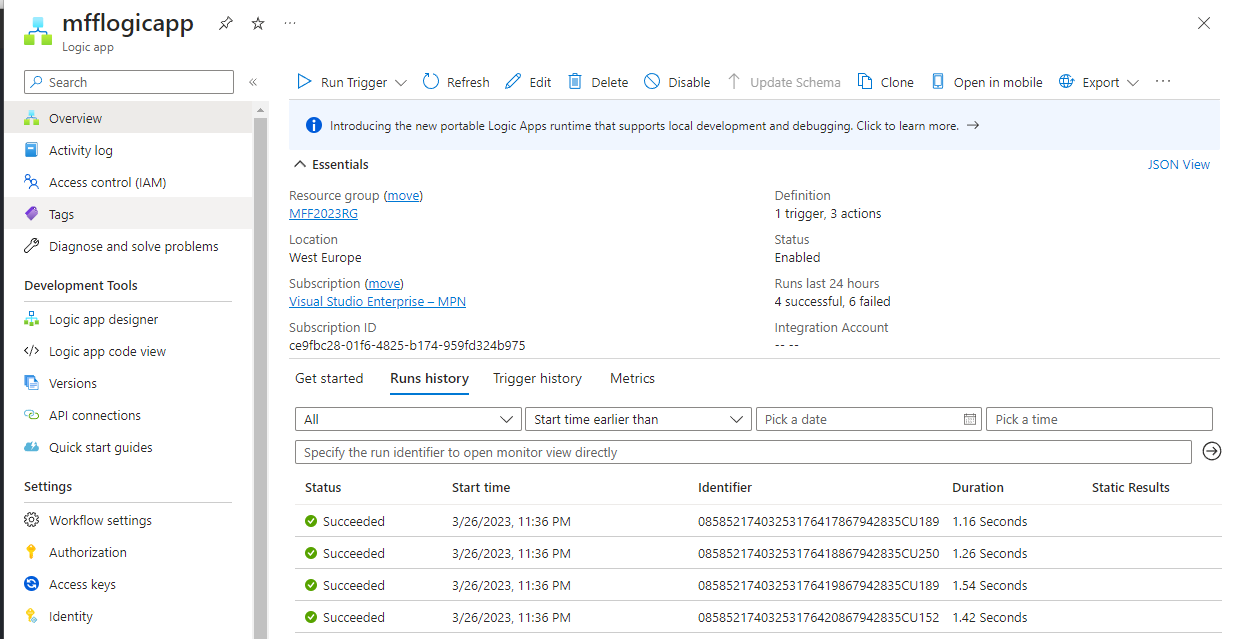 mfflogicapp
Logic app
Search
Overview
Activity log
Access control (IAM)
Tags
Diagnose and solve problems
Development Tools
Logic app designer
Logic app code view
Versions
API connections
Quick start guides
Settings
Workflow settings
Authorization
Access keys
Identity
Run Trigger Refresh Edit Delete Disable Update Schema Clone Open in mobile Export
Introducing the new portable Logic Apps runtime that supports local development and debugging. Click to learn more.
Essentials JSON View
Resource group (move)
MFF2023RG
Location
West Europe
Subscription (move)
Visual Studio Enterprise – MPN
Subscription ID
ce9fbc28-01f6-4825-b174-959fd324b975
Definition
1 trigger, 3 actions
Status
Enabled
Runs last 24 hours
4 successful, 6 failed
Integration Account
-- --
Get started Runs history Trigger history Metrics
All Start time earlier than Pick a date Pick a time
Specify the run identifier to open monitor view directly
Status Start time Identifier Duration Static Results
Succeeded 3/26/2023, 11:36 PM 08585217403253176417867942835CU189 1.16 Seconds
Succeeded 3/26/2023, 11:36 PM 08585217403253176418867942835CU250 1.26 Seconds
Succeeded 3/26/2023, 11:36 PM 08585217403253176419867942835CU189 1.54 Seconds
Succeeded 3/26/2023, 11:36 PM 08585217403253176420867942835CU152 1.42 Seconds